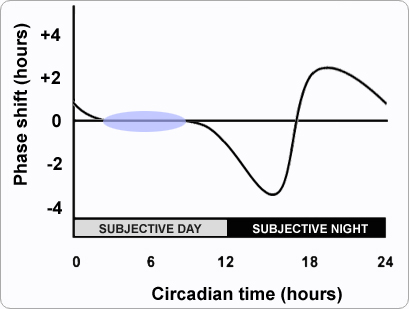 Phase shift (hours)
+4
+2
0
-2
-4
SUBJECTIVE DAY SUBJECTIVE NIGHT
0 6 12 18 24
Circadian time (hours)